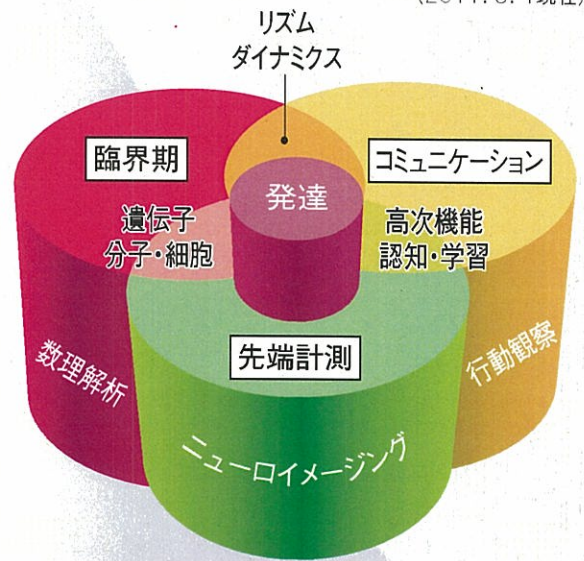 リズム
ダイナミクス
臨界期
コミュニケーション
発達
遺伝子
分子・細胞
高次機能
認知・学習
先端計測
数理解析
行動観察
ニューロイメージング